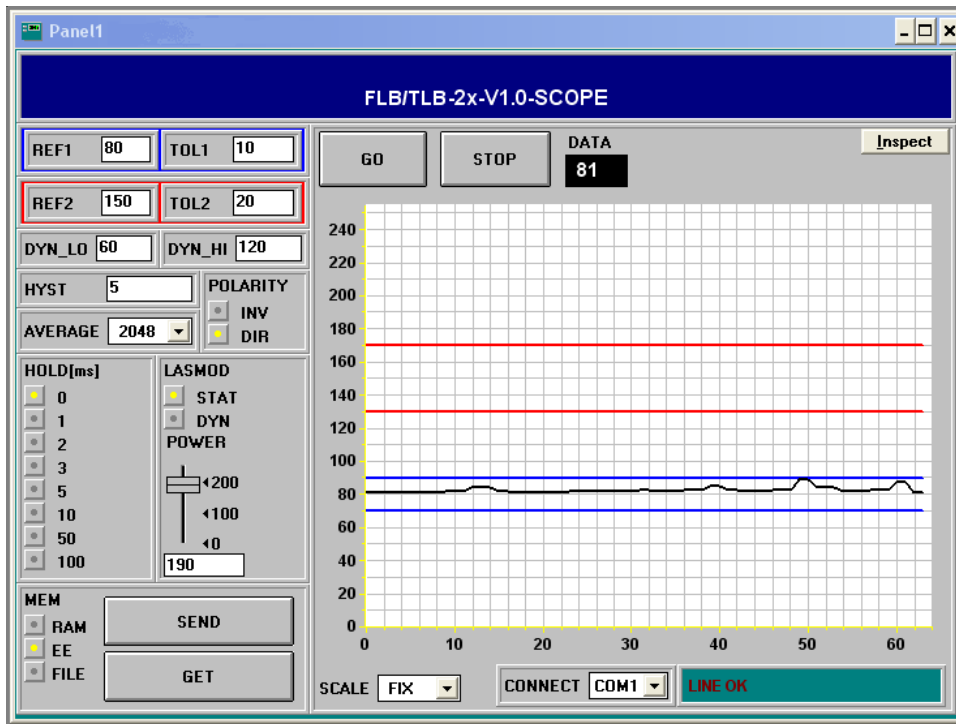 Panel1
FLB/TLB-2x-V1.0-SCOPE
REF1 80 TOL1 10
REF2 150 TOL2 20
DYN_LO 60 DYN_HI 120
HYST 5
POLARITY
INV
DIR
AVERAGE 2048
HOLD[ms]
0
1
2
3
5
10
50
100
LASMOD
STAT
DYN
POWER
200
100
0
190
MEM
RAM
EE
FILE
SEND
GET
GO
STOP
DATA
81
Inspect
240
220
200
180
160
140
120
100
80
60
40
20
0
0 10 20 30 40 50 60
SCALE FIX
CONNECT COM1
LINE OK